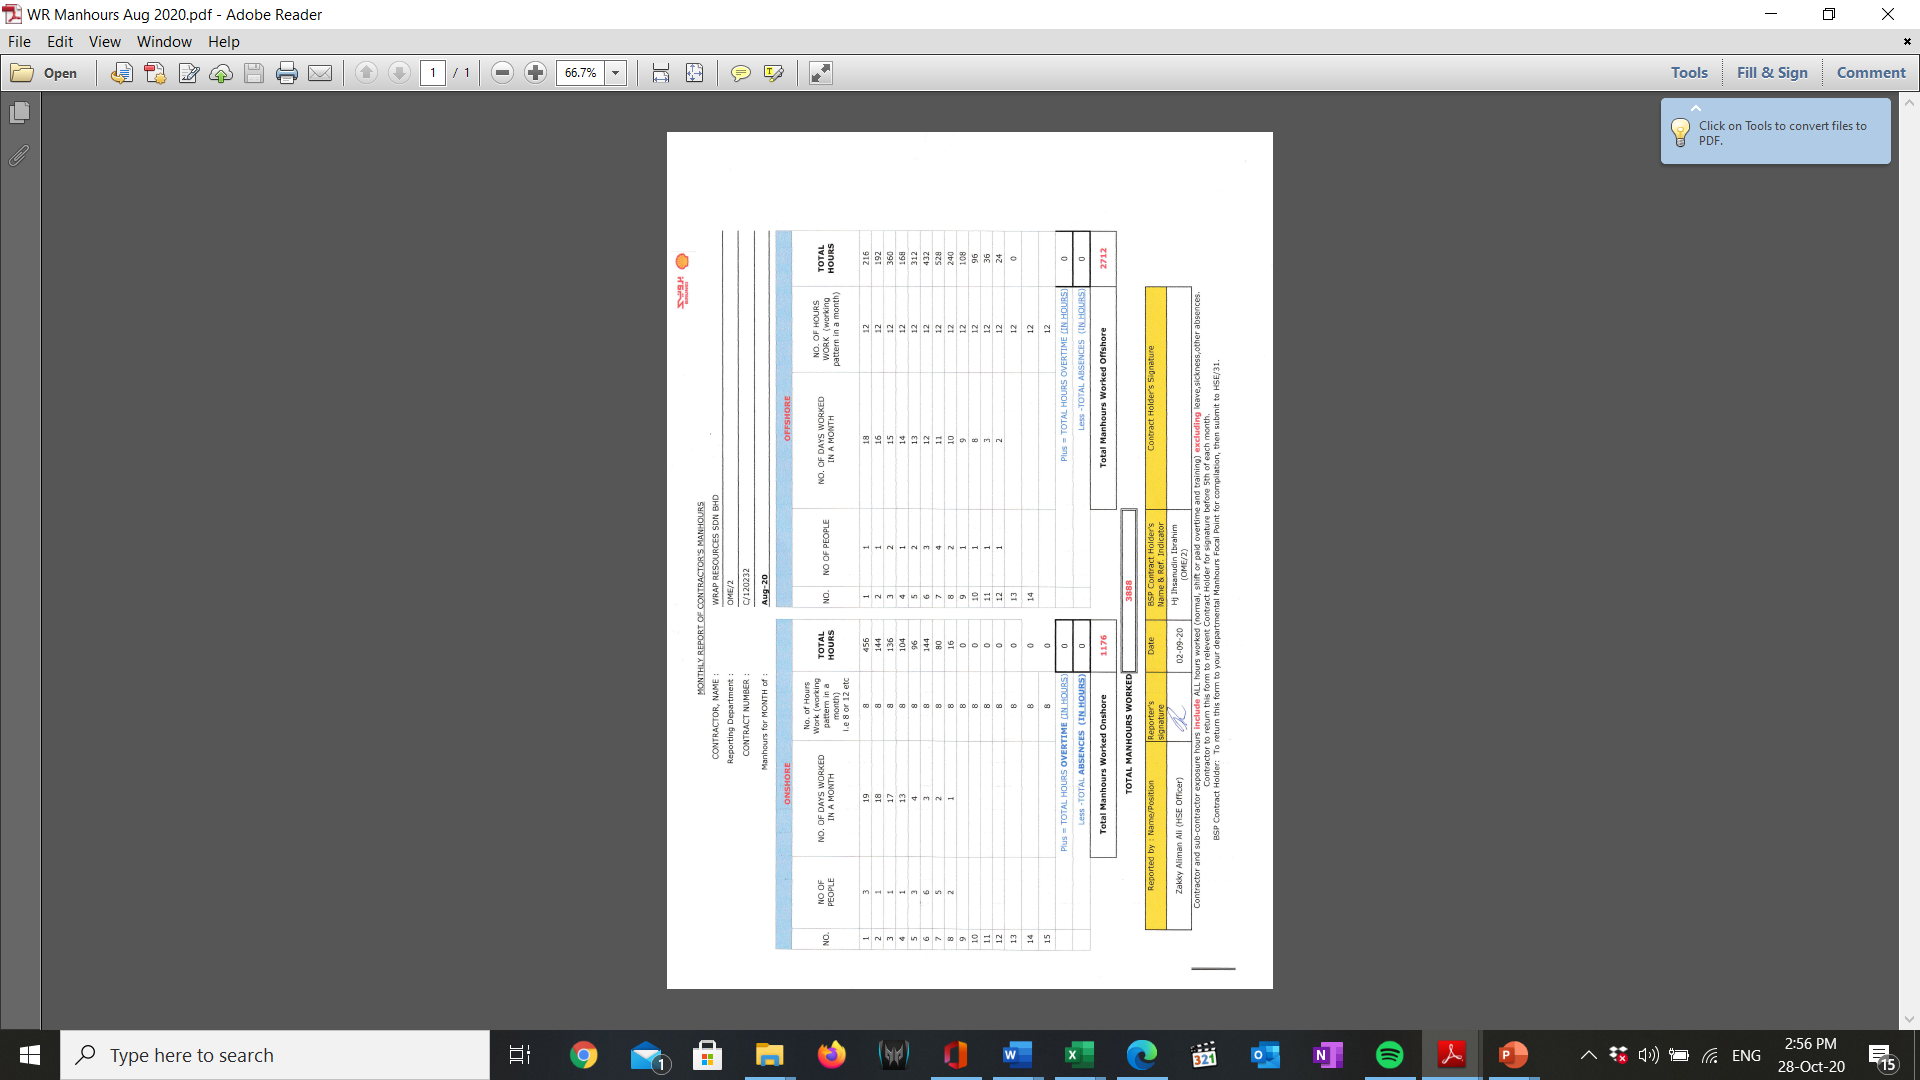 WR Manhours Aug 2020.pdf - Adobe Reader
File Edit View Window Help
Open 1 / 1 66.7% Tools Fill & Sign Comment
Click on Tools to convert files to
PDF.
MONTHLY REPORT OF CONTRACTOR'S MANHOURS
CONTRACTOR, NAME : WRAP RESOURCES SDN BHD
Reporting Department : OME/2
CONTRACT NUMBER : C/120232
Manhours for MONTH of : Aug-20
ONSHORE
NO. NO OF PEOPLE NO. OF DAYS WORKED IN A MONTH No. of Hours Work (working pattern in a month) i.e 8 or 12 etc TOTAL HOURS
1 3 19 8 456
2 1 18 8 144
3 1 17 8 136
4 1 13 8 104
5 3 4 8 96
6 6 3 8 144
7 5 2 8 80
8 2 1 8 16
9 8 0
10 8 0
11 8 0
12 8 0
13 8 0
14 8 0
15 8 0
Plus = TOTAL HOURS OVERTIME (IN HOURS) 0
Less -TOTAL ABSENCES (IN HOURS) 0
Total Manhours Worked Onshore 1176
OFFSHORE
NO. NO OF PEOPLE NO. OF DAYS WORKED IN A MONTH NO. OF HOURS WORK (working pattern in a month) TOTAL HOURS
1 1 18 12 216
2 1 16 12 192
3 2 15 12 360
4 1 14 12 168
5 2 13 12 312
6 3 12 12 432
7 4 11 12 528
8 2 10 12 240
9 1 9 12 108
10 1 8 12 96
11 1 3 12 36
12 1 2 12 24
13 12 0
14 12
12
Plus = TOTAL HOURS OVERTIME (IN HOURS) 0
Less -TOTAL ABSENCES (IN HOURS) 0
Total Manhours Worked Offshore 2712
TOTAL MANHOURS WORKED 3888
Reported by : Name/Position Reporter's signature Date BSP Contract Holder's Name & Ref. Indicator Contract Holder's Signature
Zakky Aliman Ali (HSE Officer) 02-09-20 Hj Ihsanudin Ibrahim (OME/2)
Contractor and sub-contractor exposure hours include ALL hours worked (normal, shift or paid overtime and training) excluding leave,sickness,other absences.
Contractor to return this form to relevent Contract Holder for signature before 5th of each month.
BSP Contract Holder: To return this form to your departmental Manhours Focal Point for compilation, then submit to HSE/31.
Type here to search
1
321
ENG
2:56 PM
28-Oct-20
15